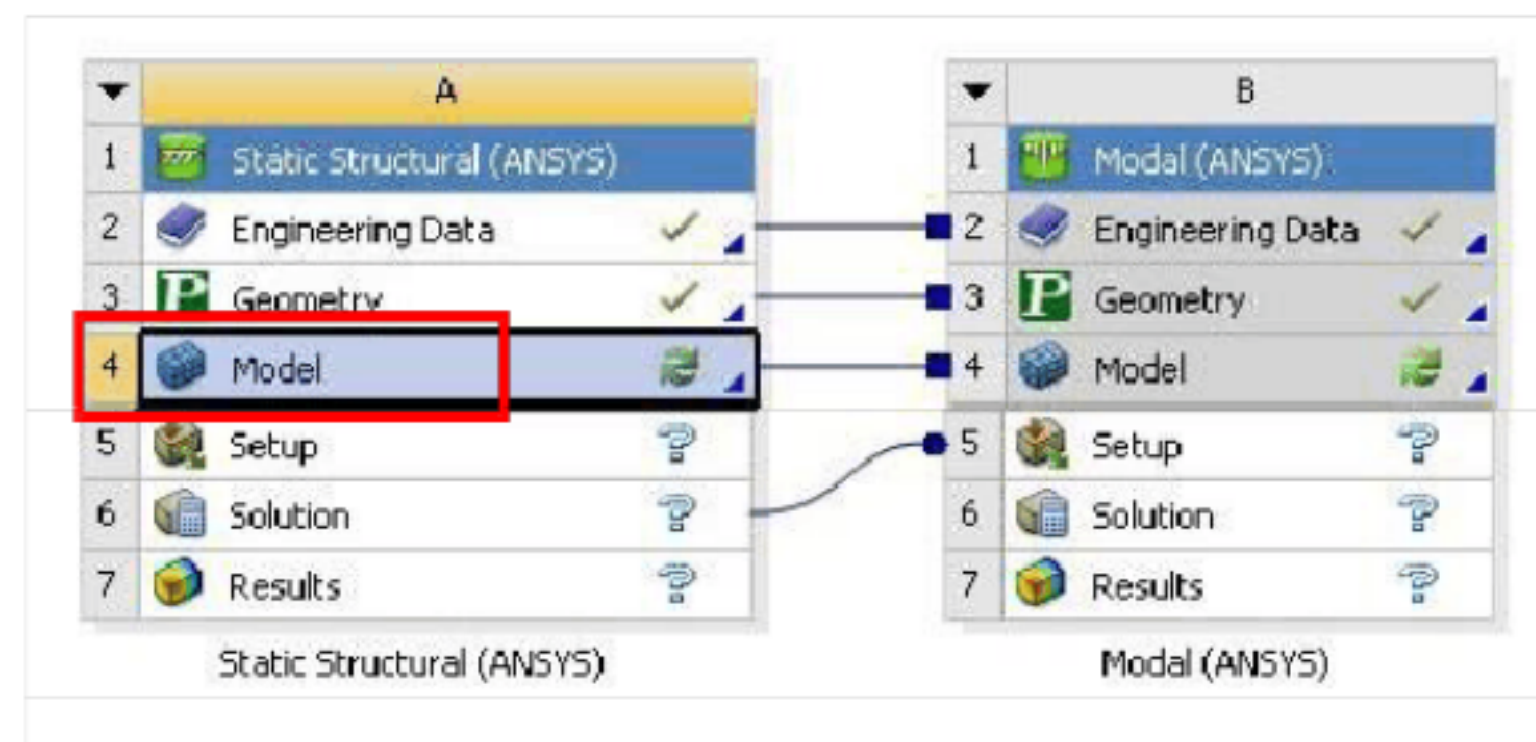 A
1 Static Structural (ANSYS)
2 Engineering Data
3 Geometry
4 Model
5 Setup ?
6 Solution ?
7 Results ?
Static Structural (ANSYS)
B
1 Modal (ANSYS)
2 Engineering Data
3 P Geometry
4 Model
5 Setup ?
6 Solution ?
7 Results ?
Modal (ANSYS)